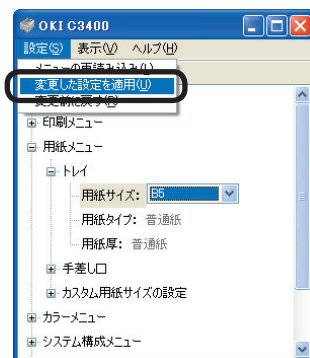 OKI C3400
設定(S) 表示(V) ヘルプ(H)
メニューの再読み込み(L)
変更した設定を適用(U)
変更前に戻す(R)
印刷メニュー
用紙メニュー
トレイ
用紙サイズ: B5
用紙タイプ: 普通紙
用紙厚: 普通紙
手差し口
カスタム用紙サイズの設定
カラーメニュー
システム構成メニュー